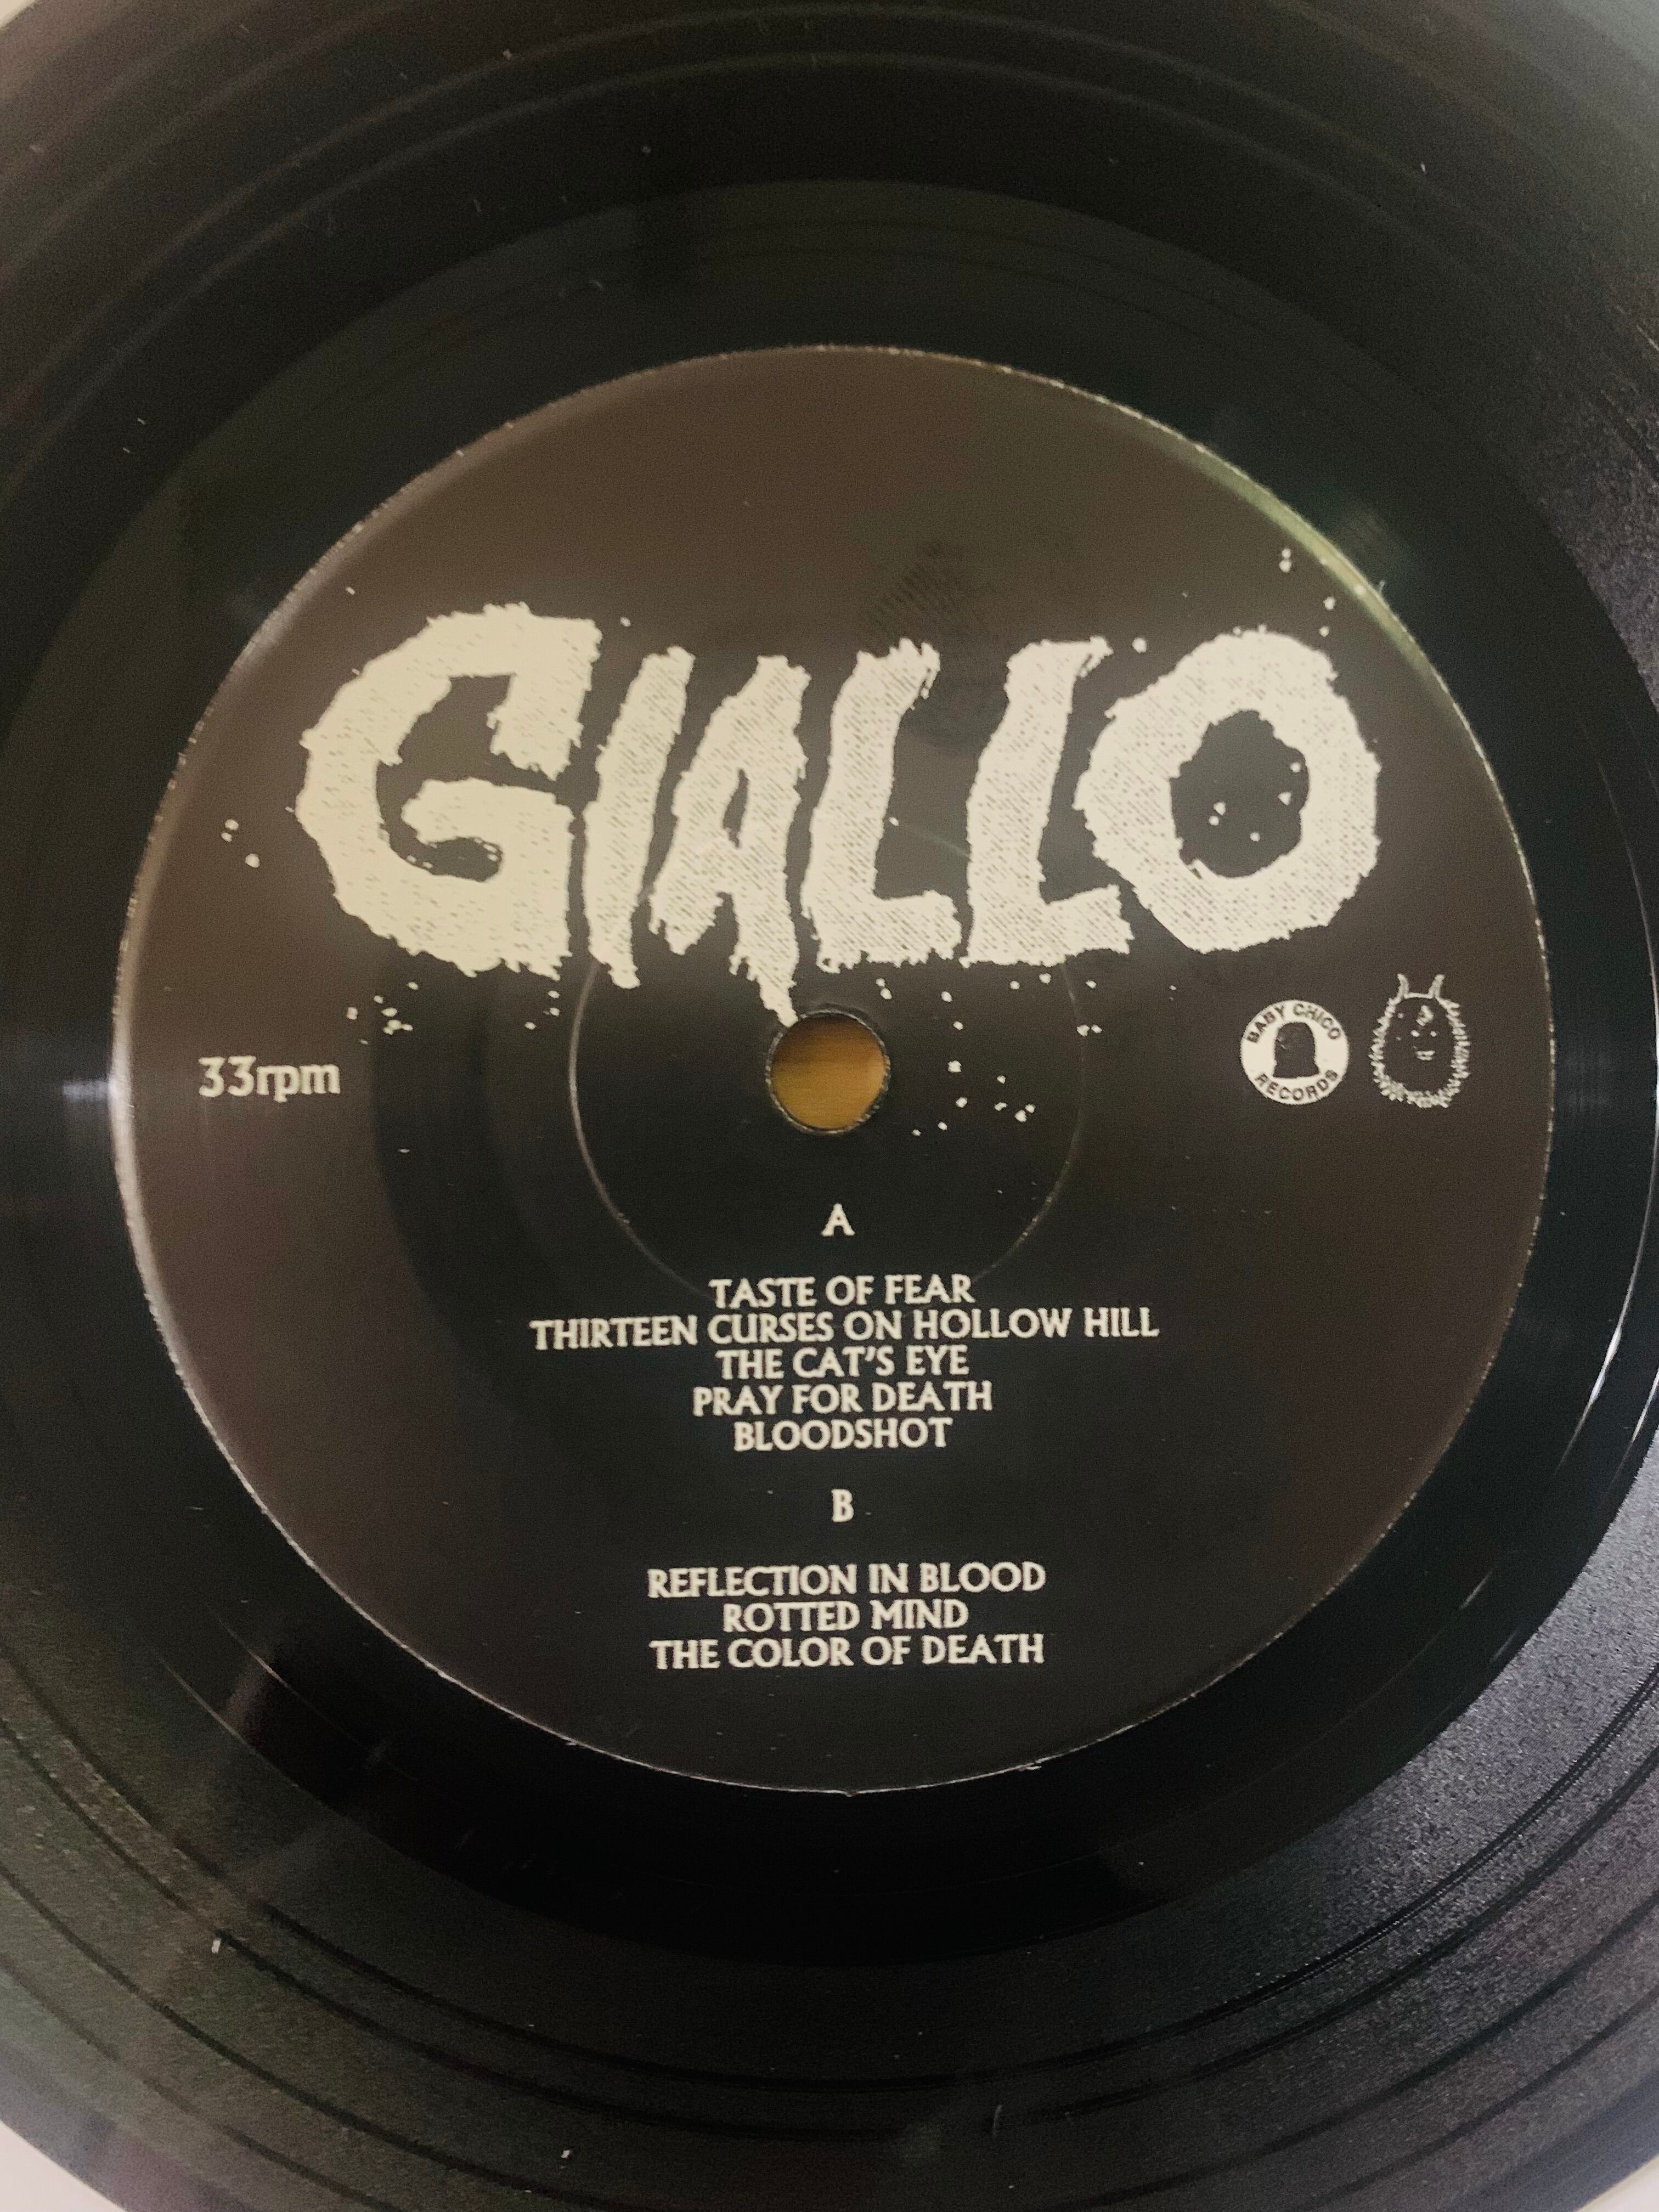 GIALLO
33rpm
BABY CHICO
RECORDS
A
TASTE OF FEAR
THIRTEEN CURSES ON HOLLOW HILL
THE CAT'S EYE
PRAY FOR DEATH
BLOODSHOT
B
REFLECTION IN BLOOD
ROTTED MIND
THE COLOR OF DEATH